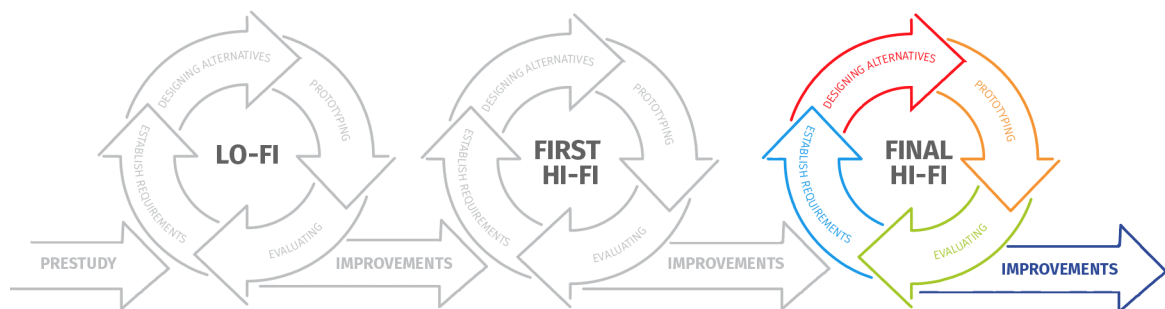 DESIGNING ALTERNATIVES
PROTOTYPING
ESTABLISH REQUIREMENTS
EVALUATING
LO-FI
PRESTUDY
IMPROVEMENTS
DESIGNING ALTERNATIVES
PROTOTYPING
ESTABLISH REQUIREMENTS
EVALUATING
FIRST
HI-FI
IMPROVEMENTS
DESIGNING ALTERNATIVES
PROTOTYPING
ESTABLISH REQUIREMENTS
EVALUATING
FINAL
HI-FI
IMPROVEMENTS